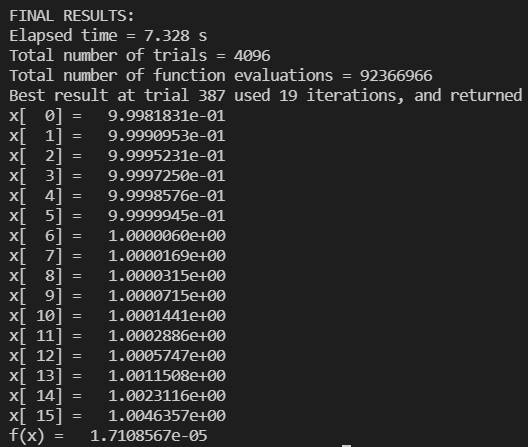 FINAL RESULTS:
Elapsed time = 7.328 s
Total number of trials = 4096
Total number of function evaluations = 92366966
Best result at trial 387 used 19 iterations, and returned
x[  0] =   9.9981831e-01
x[  1] =   9.9990953e-01
x[  2] =   9.9995231e-01
x[  3] =   9.9997250e-01
x[  4] =   9.9998576e-01
x[  5] =   9.9999945e-01
x[  6] =   1.0000060e+00
x[  7] =   1.0000169e+00
x[  8] =   1.0000315e+00
x[  9] =   1.0000715e+00
x[ 10] =   1.0001441e+00
x[ 11] =   1.0002886e+00
x[ 12] =   1.0005747e+00
x[ 13] =   1.0011508e+00
x[ 14] =   1.0023116e+00
x[ 15] =   1.0046357e+00
f(x) =   1.7108567e-05